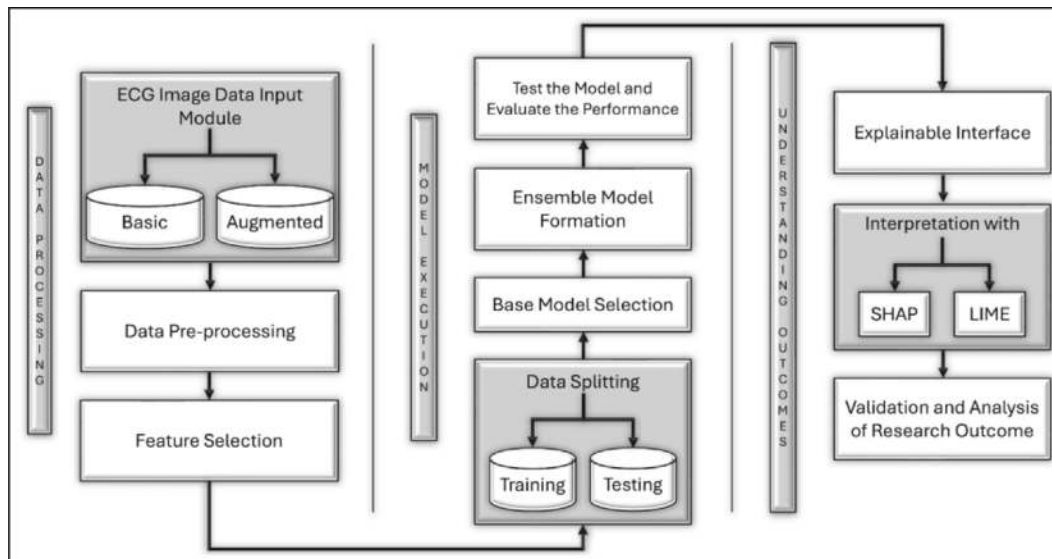 DATA PROCESSING
ECG Image Data Input
Module
Basic
Augmented
Data Pre-processing
Feature Selection
MODEL EXECUTION
Test the Model and
Evaluate the Performance
Ensemble Model
Formation
Base Model Selection
Data Splitting
Training
Testing
UNDERSTANDING OUTCOMES
Explainable Interface
Interpretation with
SHAP
LIME
Validation and Analysis
of Research Outcome